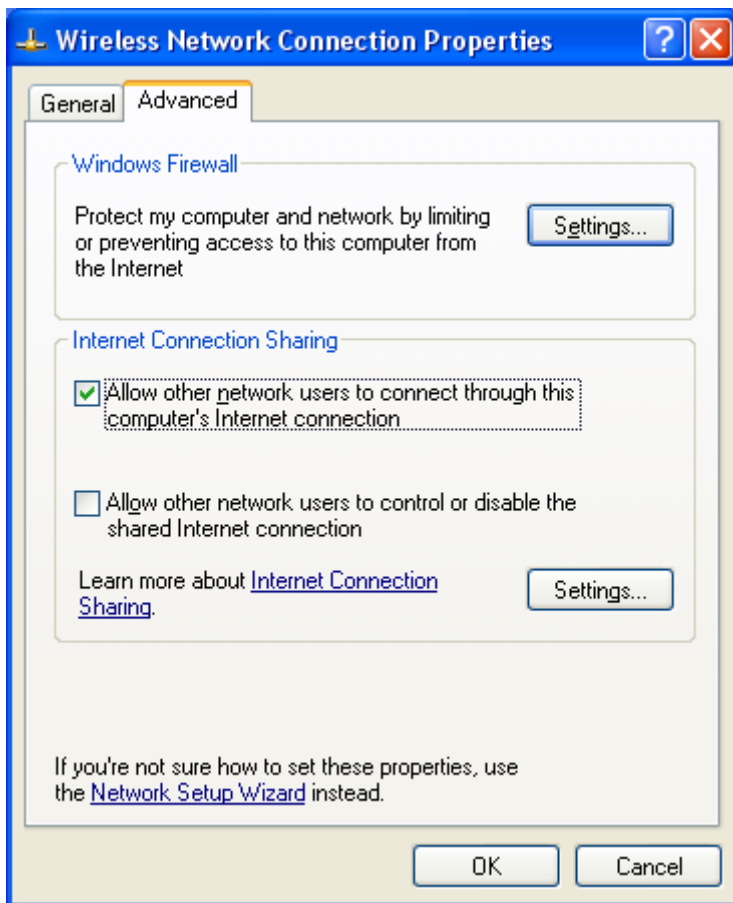 Wireless Network Connection Properties
?
General
Advanced
Windows Firewall
Protect my computer and network by limiting
or preventing access to this computer from
the Internet
Settings...
Internet Connection Sharing
Allow other network users to connect through this
computer's Internet connection
Allow other network users to control or disable the
shared Internet connection
Learn more about Internet Connection
Sharing.
Settings...
If you're not sure how to set these properties, use
the Network Setup Wizard instead.
OK
Cancel